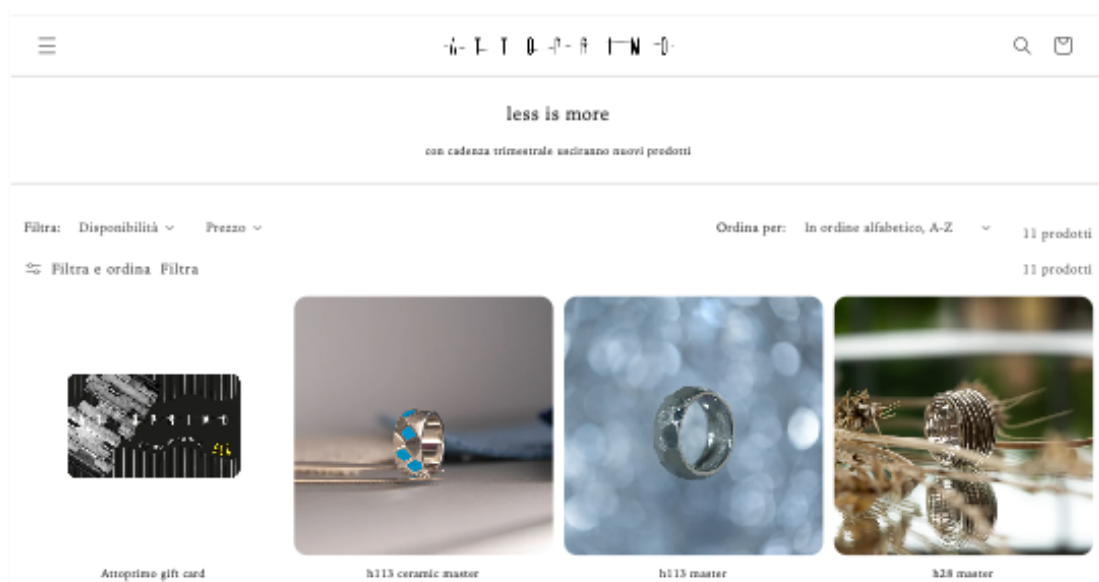 ATTOPRIMO
less is more
con cadenza trimestrale usciranno nuovi prodotti
Filtra: Disponibilità Prezzo Ordina per: In ordine alfabetico, A-Z 11 prodotti
Filtra e ordina Filtra 11 prodotti
Attoprimo gift card h113 ceramic master h113 master h28 master